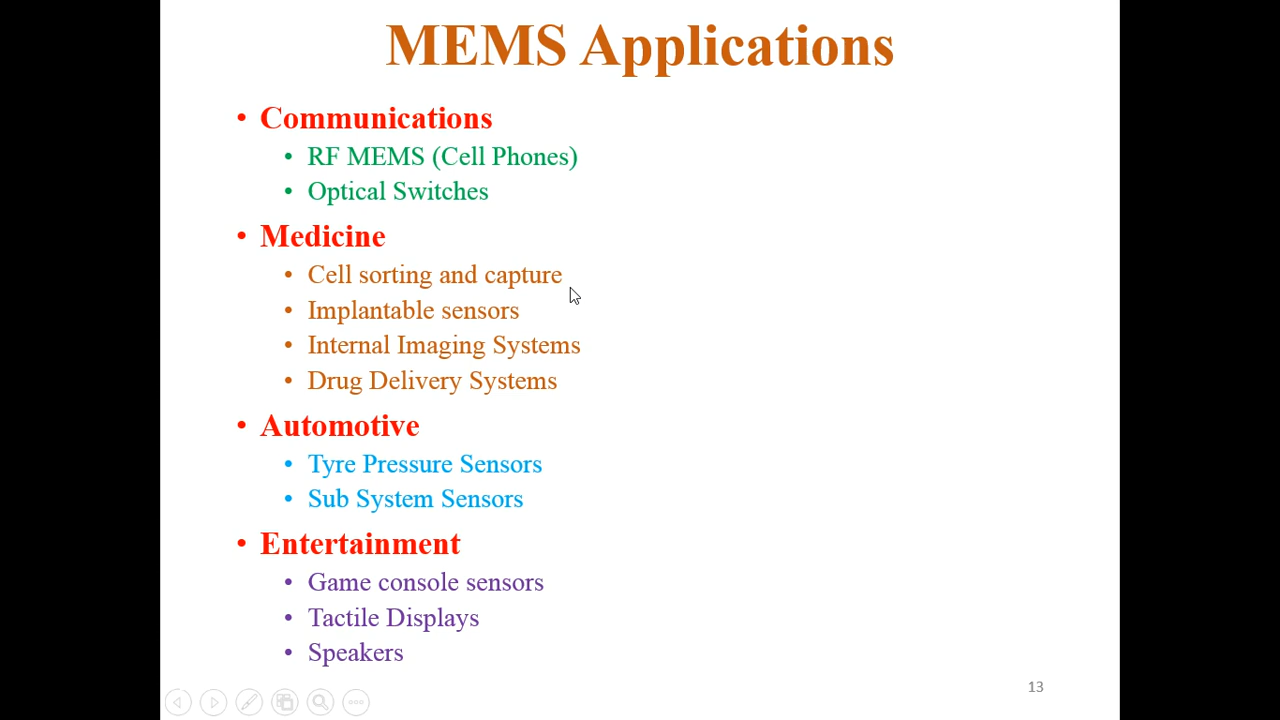 MEMS Applications
• Communications
• RF MEMS (Cell Phones)
• Optical Switches
• Medicine
• Cell sorting and capture
• Implantable sensors
• Internal Imaging Systems
• Drug Delivery Systems
• Automotive
• Tyre Pressure Sensors
• Sub System Sensors
• Entertainment
• Game console sensors
• Tactile Displays
• Speakers
13